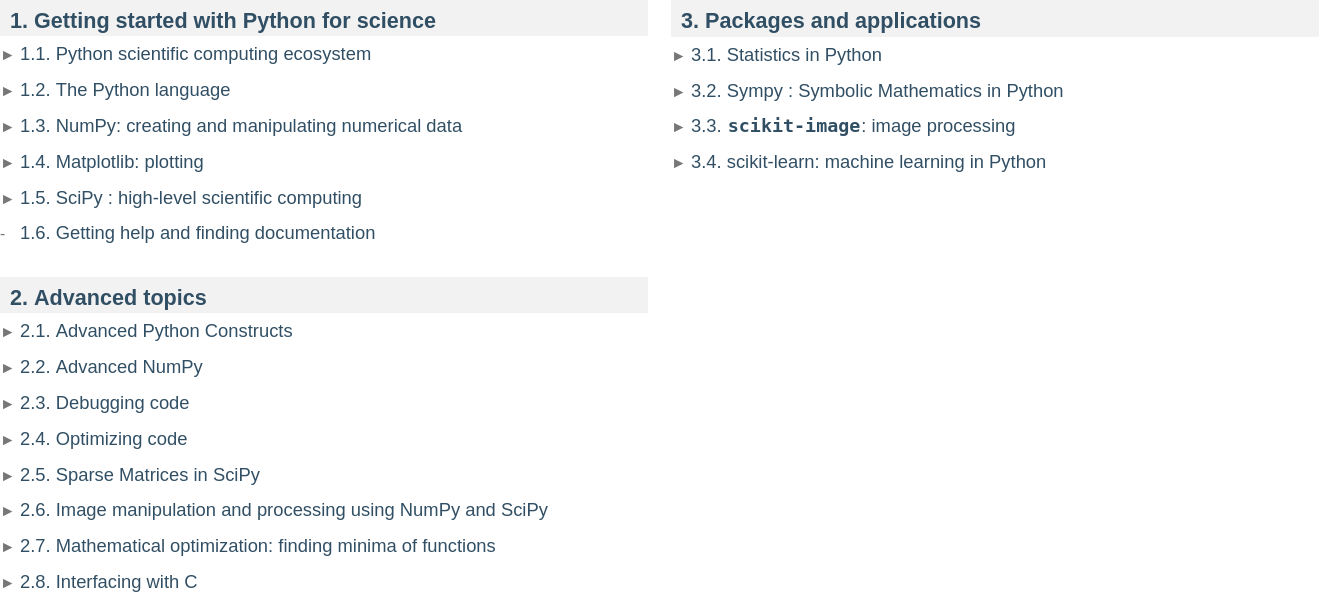 1. Getting started with Python for science
1.1. Python scientific computing ecosystem
1.2. The Python language
1.3. NumPy: creating and manipulating numerical data
1.4. Matplotlib: plotting
1.5. SciPy : high-level scientific computing
1.6. Getting help and finding documentation
2. Advanced topics
2.1. Advanced Python Constructs
2.2. Advanced NumPy
2.3. Debugging code
2.4. Optimizing code
2.5. Sparse Matrices in SciPy
2.6. Image manipulation and processing using NumPy and SciPy
2.7. Mathematical optimization: finding minima of functions
2.8. Interfacing with C
3. Packages and applications
3.1. Statistics in Python
3.2. Sympy : Symbolic Mathematics in Python
3.3. scikit-image: image processing
3.4. scikit-learn: machine learning in Python